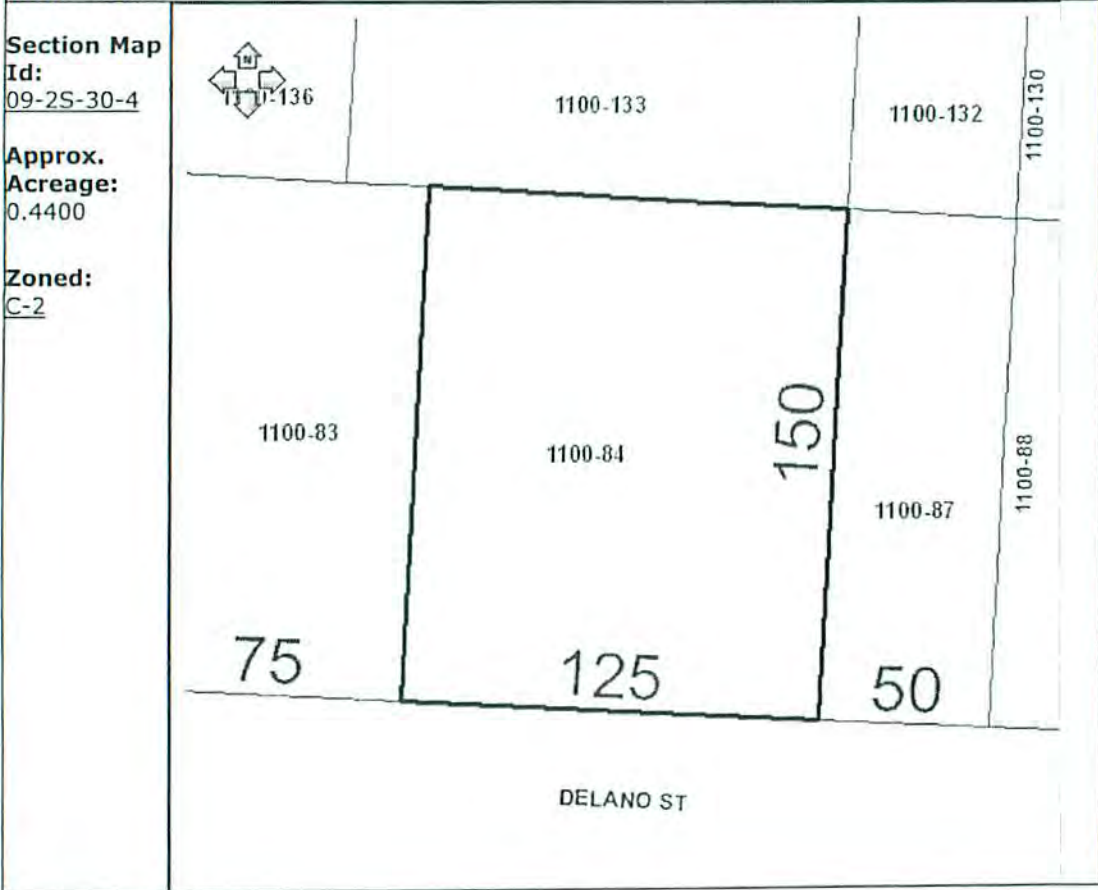 Section Map
Id:
09-2S-30-4
Approx.
Acreage:
0.4400
Zoned:
C-2
N
-136
1100-133
1100-132
1100-130
1100-83
1100-84
150
1100-87
1100-88
75
125
50
DELANO ST